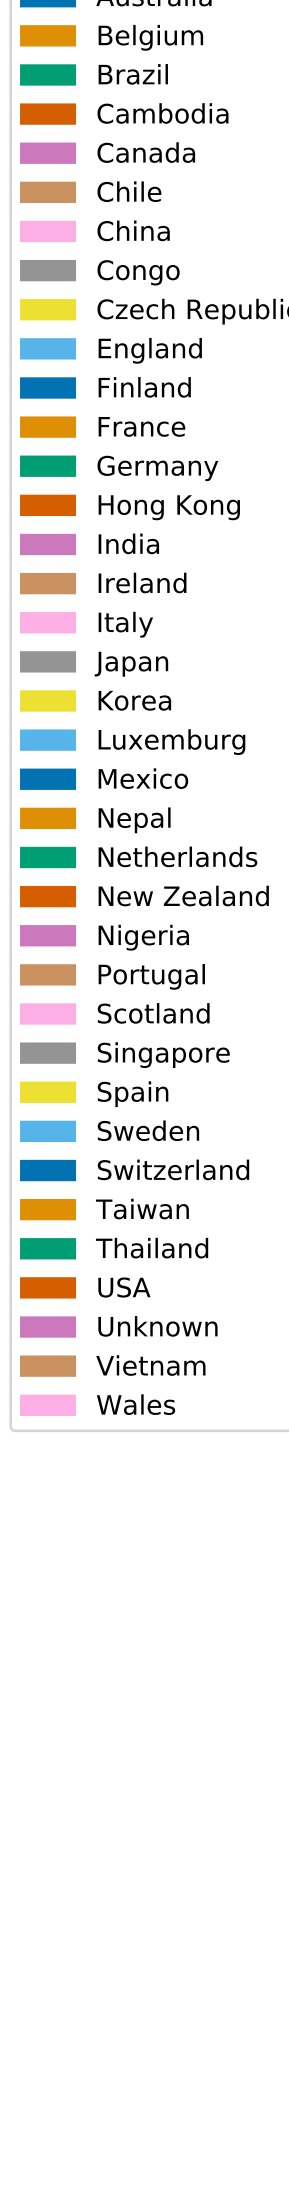 Australia
Belgium
Brazil
Cambodia
Canada
Chile
China
Congo
Czech Republi
England
Finland
France
Germany
Hong Kong
India
Ireland
Italy
Japan
Korea
Luxemburg
Mexico
Nepal
Netherlands
New Zealand
Nigeria
Portugal
Scotland
Singapore
Spain
Sweden
Switzerland
Taiwan
Thailand
USA
Unknown
Vietnam
Wales